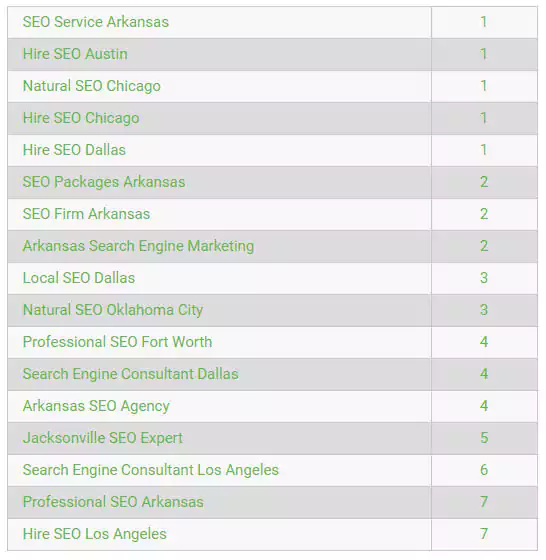 SEO Service Arkansas 1
Hire SEO Austin 1
Natural SEO Chicago 1
Hire SEO Chicago 1
Hire SEO Dallas 1
SEO Packages Arkansas 2
SEO Firm Arkansas 2
Arkansas Search Engine Marketing 2
Local SEO Dallas 3
Natural SEO Oklahoma City 3
Professional SEO Fort Worth 4
Search Engine Consultant Dallas 4
Arkansas SEO Agency 4
Jacksonville SEO Expert 5
Search Engine Consultant Los Angeles 6
Professional SEO Arkansas 7
Hire SEO Los Angeles 7